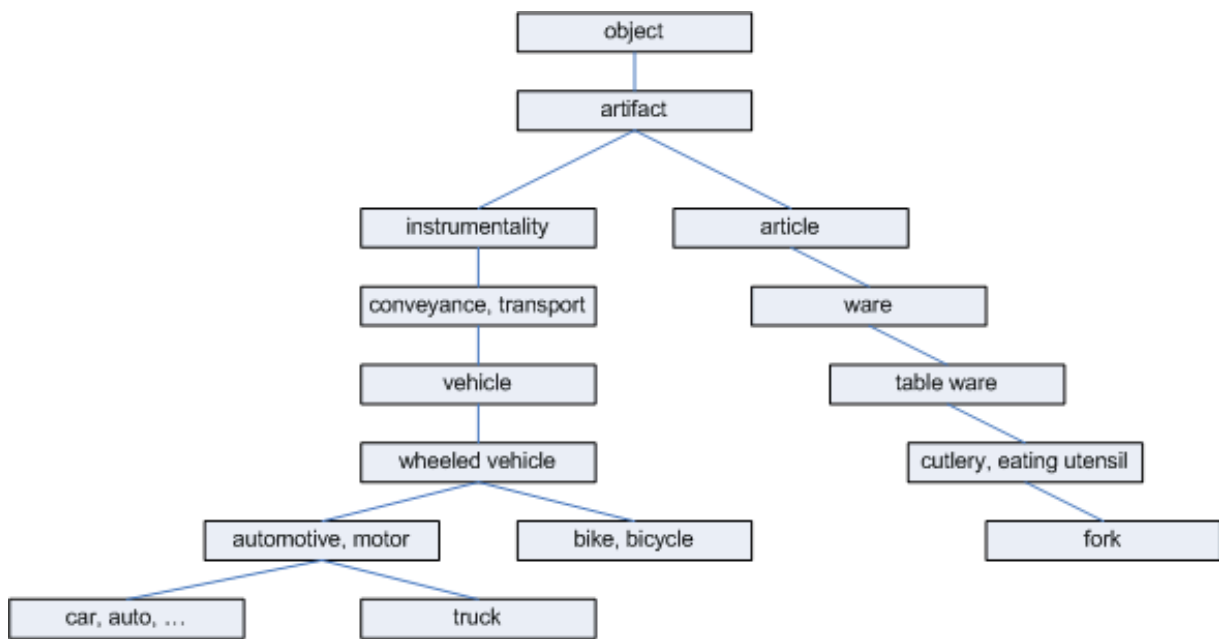 object
artifact
instrumentality
article
conveyance, transport
ware
vehicle
table ware
wheeled vehicle
cutlery, eating utensil
automotive, motor
bike, bicycle
fork
car, auto, …
truck